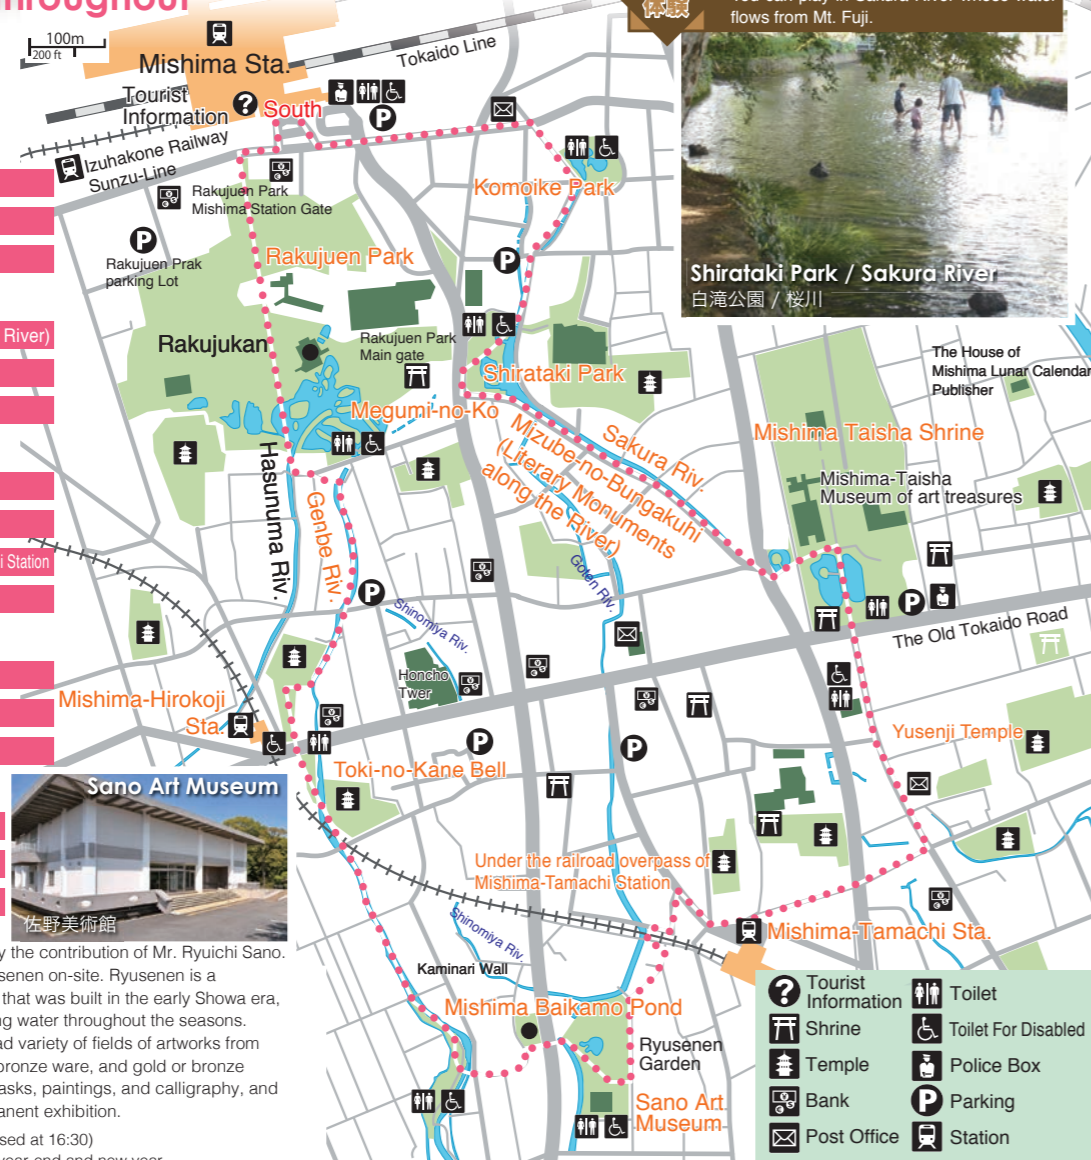 Throughout
100m
200 ft
Mishima Sta.
Tokaido Line
Tourist
Information
?
South
P
Izuhakone Railway
Sunzu-Line
Rakujuen Park
Mishima Station Gate
P
Rakujuen Prak
parking Lot
Komoike Park
Rakujuen Park
P
Rakujukan
Rakujuen Park
Main gate
Shirataki Park
Megumi-no-Ko
Hasunuma Riv.
Genbe Riv.
Sakura Riv.
Mizube-no-Bungakuhi
(Literary Monuments
along the River)
Goten Riv.
P
Shinomiya Riv.
Honcho
Twer
体験
flows from Mt. Fuji.
Shirataki Park / Sakura River
白滝公園 / 桜川
The House of
Mishima Lunar Calendar
Publisher
Mishima Taisha Shrine
Mishima-Taisha
Museum of art treasures
P
The Old Tokaido Road
River)
i Station
Mishima-Hirokoji
Sta.
Toki-no-Kane Bell
P
P
Yusenji Temple
Under the railroad overpass of
Mishima-Tamachi Station
Mishima-Tamachi Sta.
Shinomiya Riv.
Kaminari Wall
Mishima Baikamo Pond
Ryusenen
Garden
Sano Art
Museum
Sano Art Museum
佐野美術館
y the contribution of Mr. Ryuichi Sano.
senen on-site. Ryusenen is a
that was built in the early Showa era,
ng water throughout the seasons.
ad variety of fields of artworks from
bronze ware, and gold or bronze
asks, paintings, and calligraphy, and
anent exhibition.
sed at 16:30)
? Tourist
Information
Toilet
Shrine
Toilet For Disabled
Temple
Police Box
Bank
P Parking
Post Office
Station